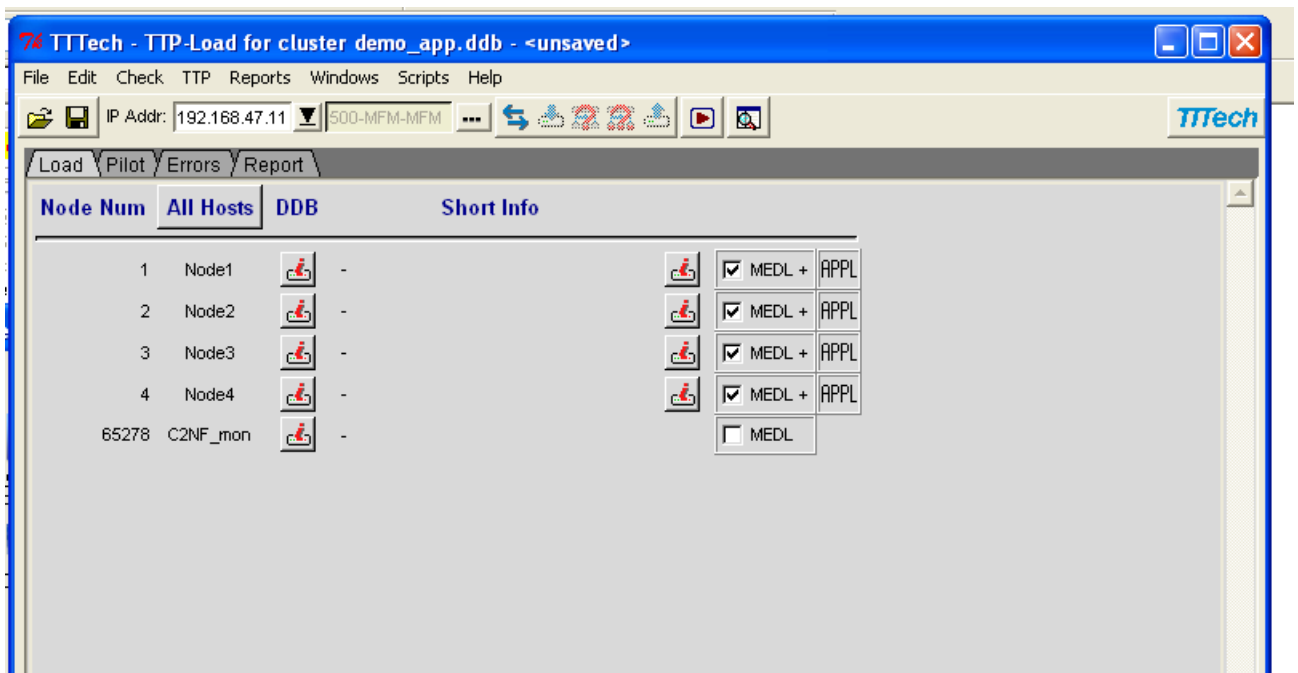 TTTech - TTP-Load for cluster demo_app.ddb - <unsaved>
File Edit Check TTP Reports Windows Scripts Help
IP Addr: 192.168.47.11 500-MFM-MFM ... TTTech
Load Pilot Errors Report
Node Num All Hosts DDB Short Info
1 Node1 - MEDL + APPL
2 Node2 - MEDL + APPL
3 Node3 - MEDL + APPL
4 Node4 - MEDL + APPL
65278 C2NF_mon - MEDL